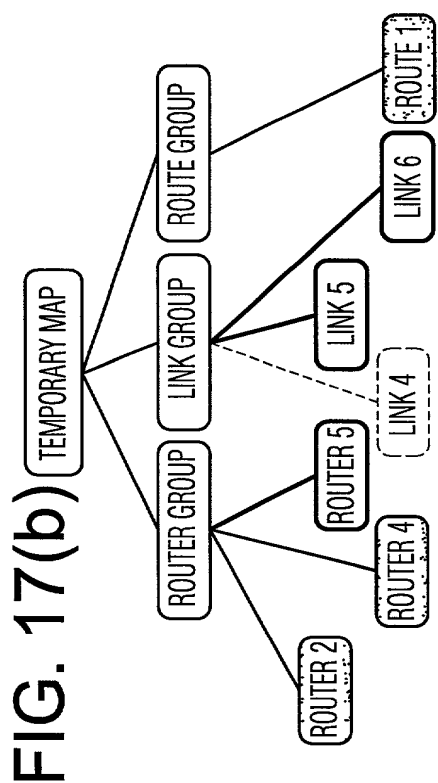 FIG. 17(b)
TEMPORARY MAP
ROUTER GROUP
LINK GROUP
ROUTE GROUP
ROUTER 2
ROUTER 4
ROUTER 5
LINK 4
LINK 5
LINK 6
ROUTE 1